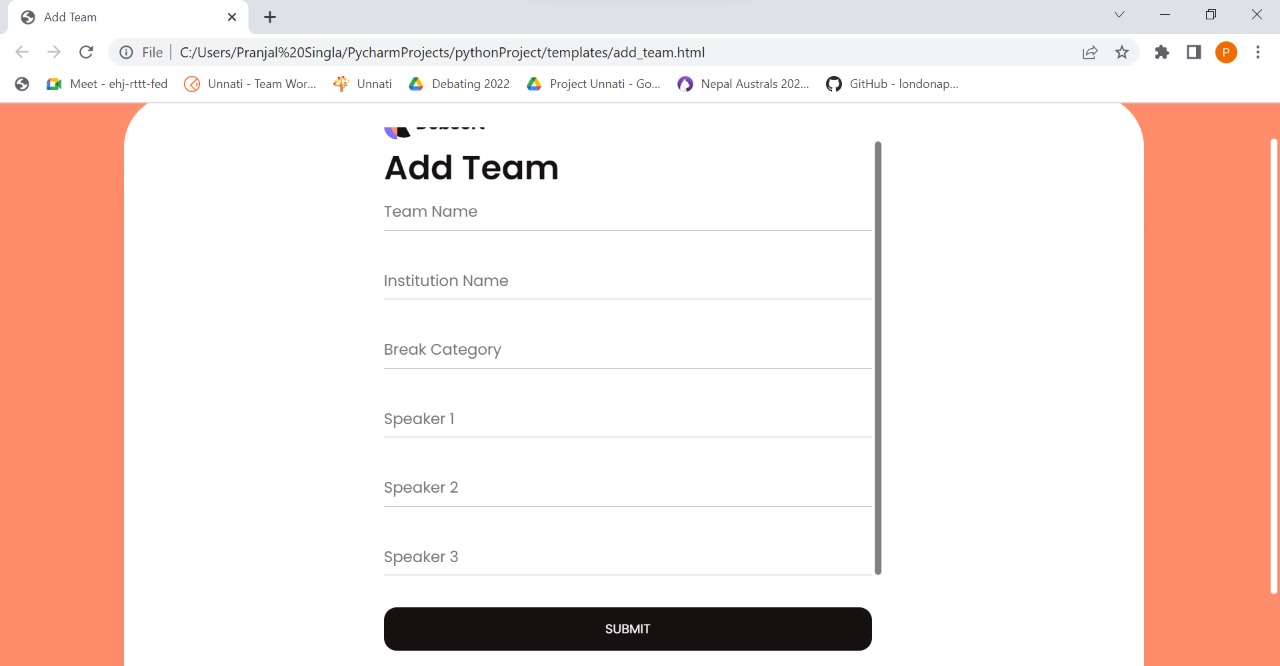 Add Team
File
C:/Users/Pranjal%20Singla/PycharmProjects/pythonProject/templates/add_team.html
P
Meet - ehj-rttt-fed
Unnati - Team Wor...
Unnati
Debating 2022
Project Unnati - Go...
Nepal Australs 202...
GitHub - londonap...
Add Team
Team Name
Institution Name
Break Category
Speaker 1
Speaker 2
Speaker 3
SUBMIT